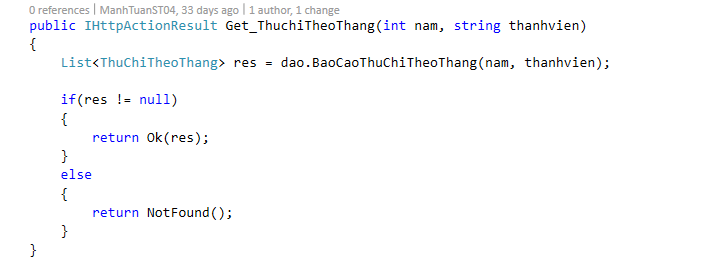 0 references | ManhTuanST04, 33 days ago | 1 author, 1 change
public IHttpActionResult Get_ThuchiTheoThang(int nam, string thanhvien)
{
    List<ThuChiTheoThang> res = dao.BaoCaoThuChiTheoThang(nam, thanhvien);
    if(res != null)
    {
        return Ok(res);
    }
    else
    {
        return NotFound();
    }
}